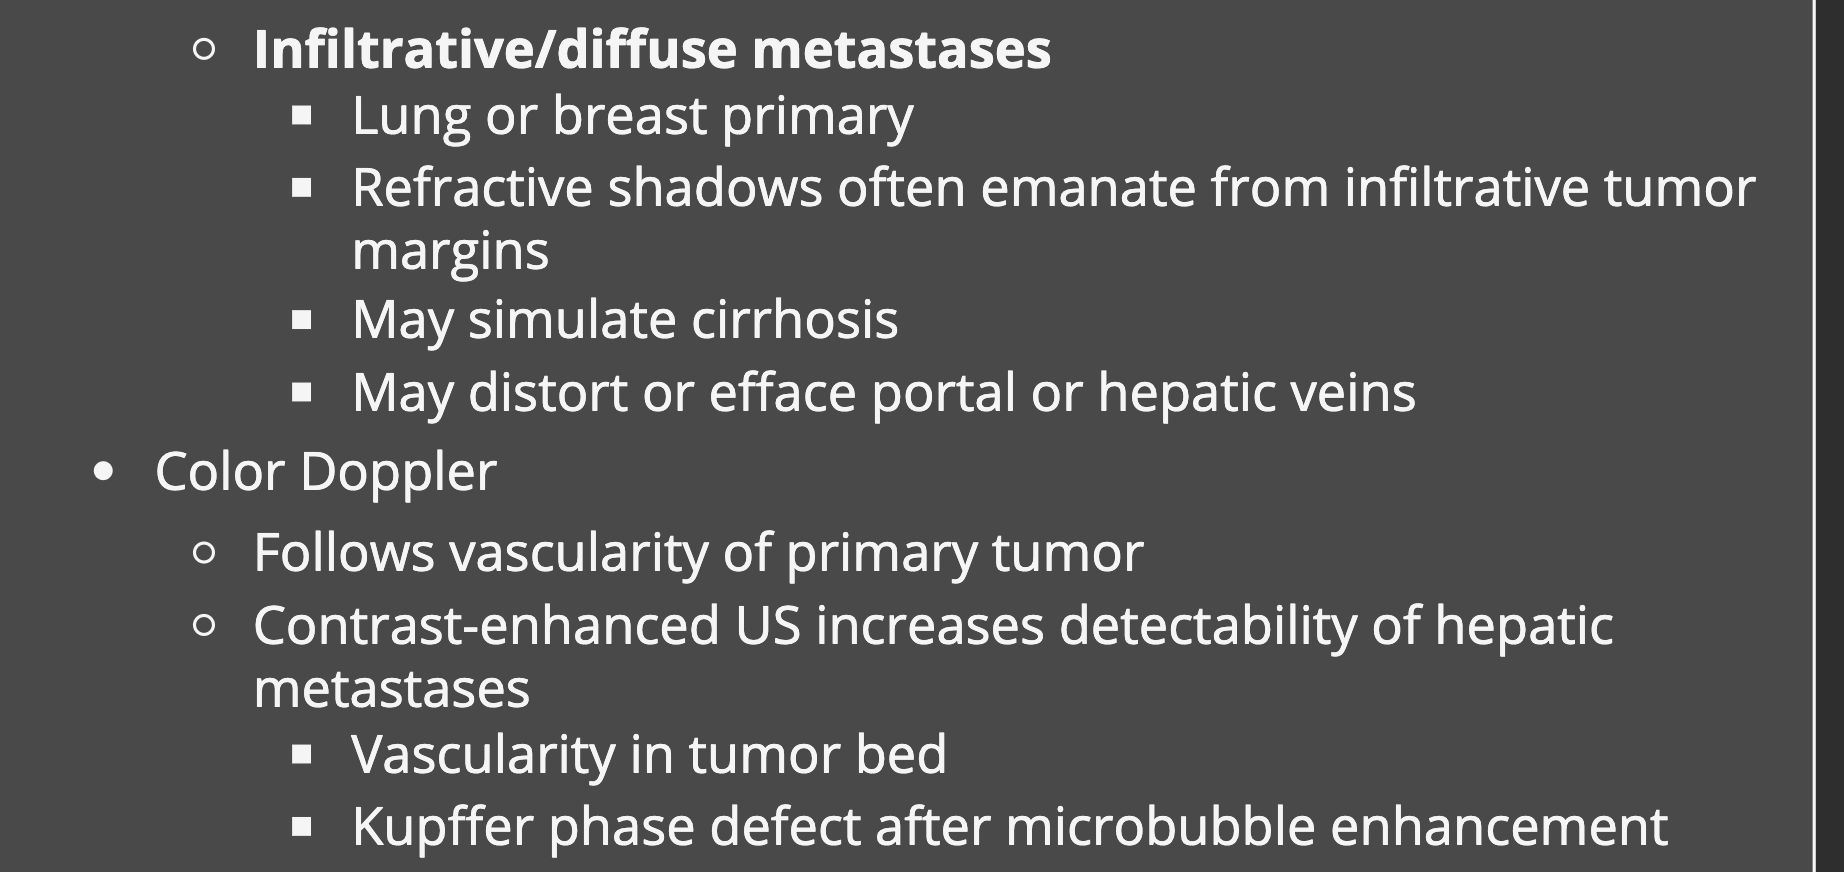 Infiltrative/diffuse metastases
Lung or breast primary
Refractive shadows often emanate from infiltrative tumor
margins
May simulate cirrhosis
May distort or efface portal or hepatic veins
Color Doppler
Follows vascularity of primary tumor
Contrast-enhanced US increases detectability of hepatic
metastases
Vascularity in tumor bed
Kupffer phase defect after microbubble enhancement